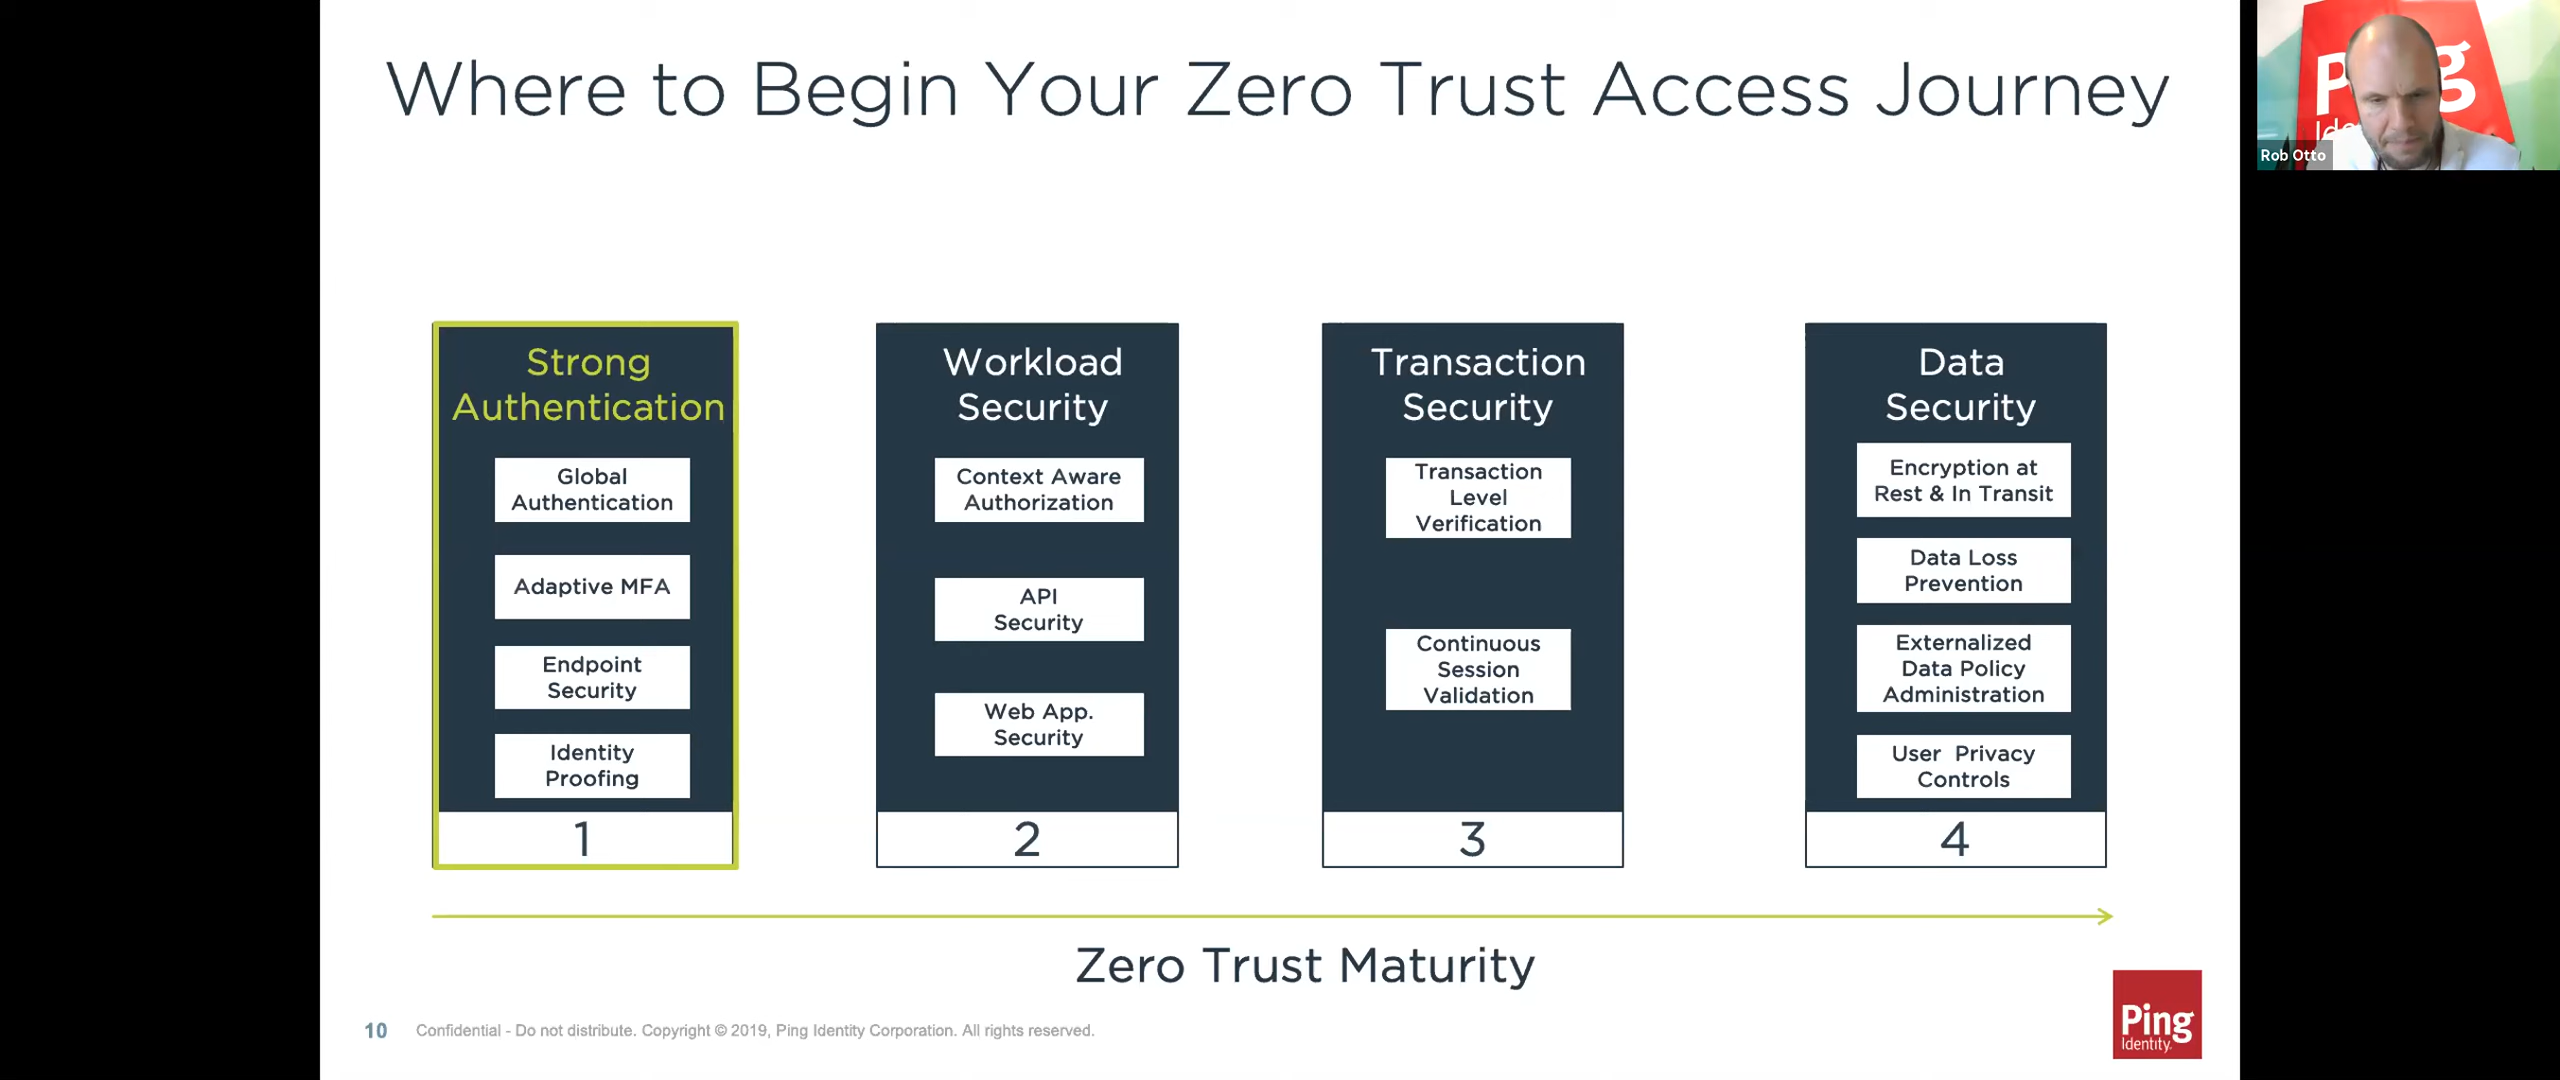 Where to Begin Your Zero Trust Access Journey
Ping
Ide
Rob Otto
Strong
Authentication
Global
Authentication
Adaptive MFA
Endpoint
Security
Identity
Proofing
1
Workload
Security
Context Aware
Authorization
API
Security
Web App.
Security
2
Transaction
Security
Transaction
Level
Verification
Continuous
Session
Validation
3
Data
Security
Encryption at
Rest & In Transit
Data Loss
Prevention
Externalized
Data Policy
Administration
User Privacy
Controls
4
Zero Trust Maturity
10 Confidential - Do not distribute. Copyright © 2019, Ping Identity Corporation. All rights reserved.
Ping
Identity.